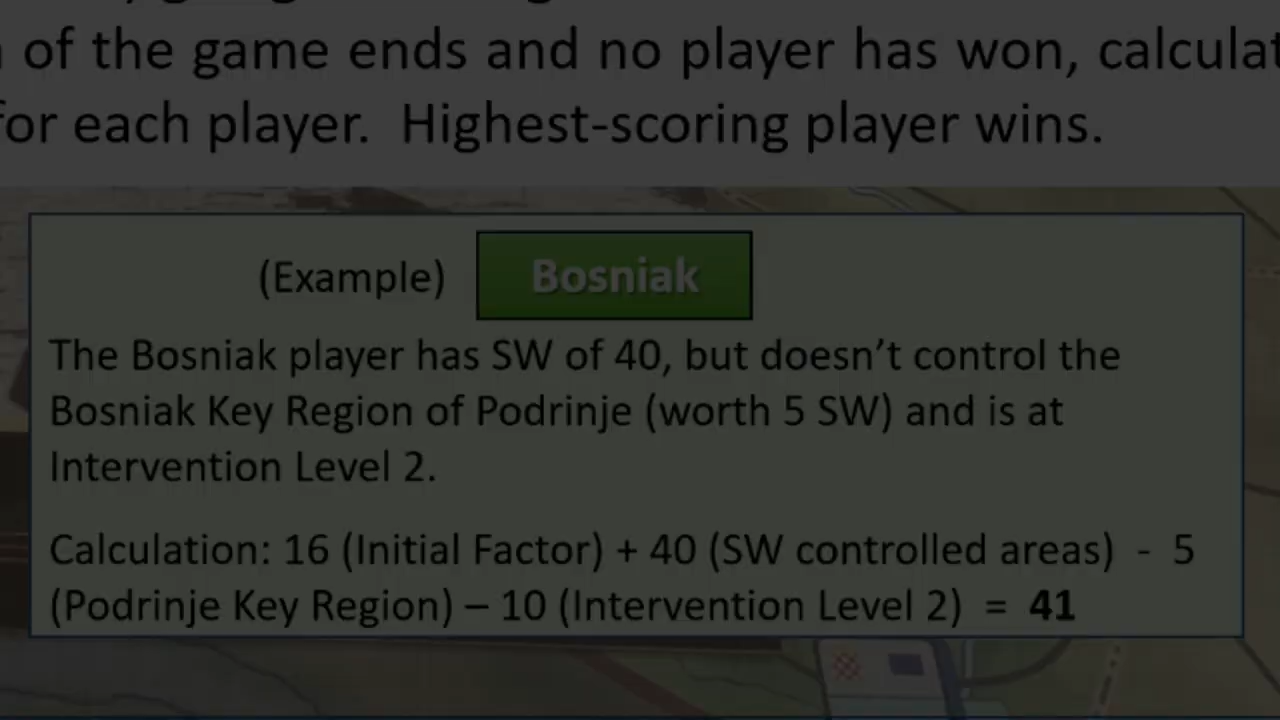 of the game ends and no player has won, calculat
for each player. Highest-scoring player wins.
(Example) Bosniak
The Bosniak player has SW of 40, but doesn't control the
Bosniak Key Region of Podrinje (worth 5 SW) and is at
Intervention Level 2.
Calculation: 16 (Initial Factor) + 40 (SW controlled areas) - 5
(Podrinje Key Region) – 10 (Intervention Level 2) = 41